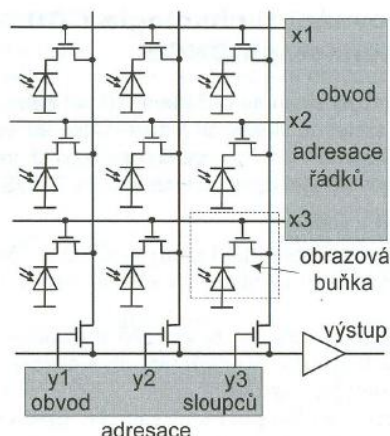 x1
obvod
x2
adresace
řádků
x3
obrazová
buňka
výstup
y1 y2 y3
obvod sloupců
adresace